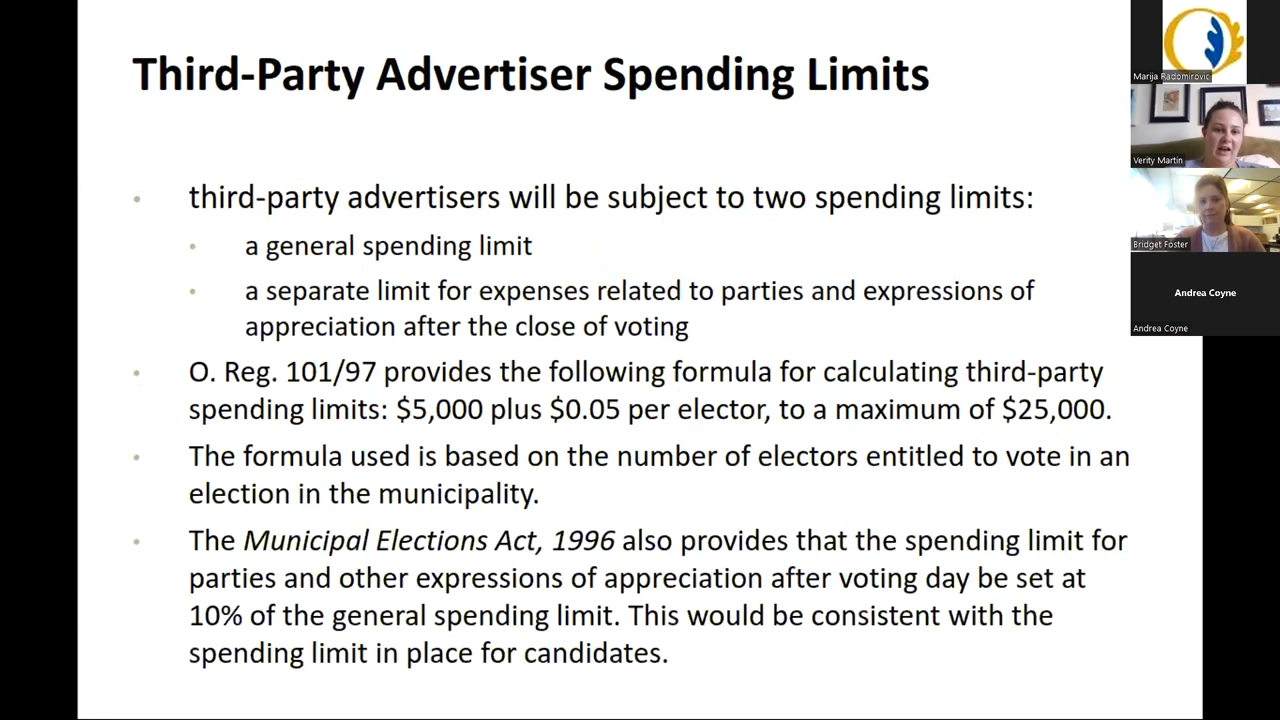 Third-Party Advertiser Spending Limits
third-party advertisers will be subject to two spending limits:
a general spending limit
a separate limit for expenses related to parties and expressions of
appreciation after the close of voting
O. Reg. 101/97 provides the following formula for calculating third-party
spending limits: $5,000 plus $0.05 per elector, to a maximum of $25,000.
The formula used is based on the number of electors entitled to vote in an
election in the municipality.
The Municipal Elections Act, 1996 also provides that the spending limit for
parties and other expressions of appreciation after voting day be set at
10% of the general spending limit. This would be consistent with the
spending limit in place for candidates.
Marija Radomirovic
Verity Martin
Bridget Foster
Andrea Coyne
Andrea Coyne